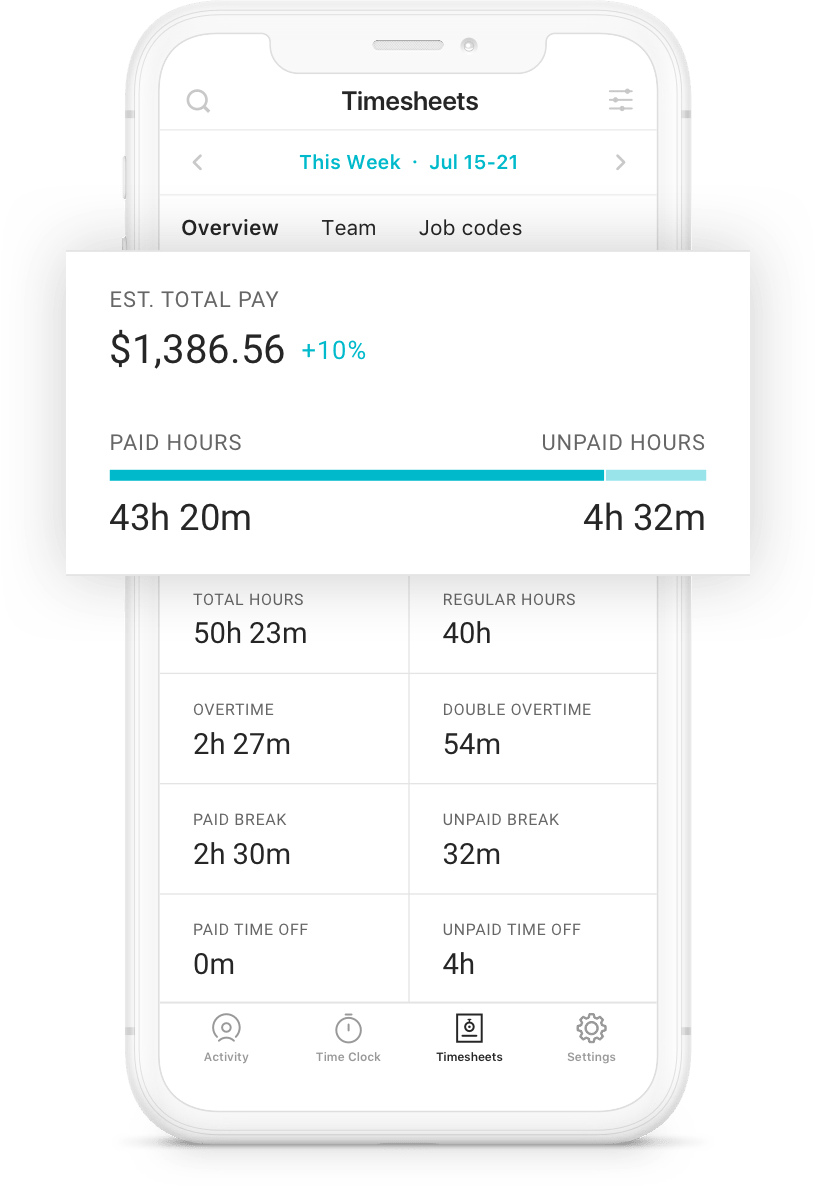 Timesheets
This Week · Jul 15-21
Overview Team Job codes
EST. TOTAL PAY
$1,386.56 +10%
PAID HOURS UNPAID HOURS
43h 20m 4h 32m
TOTAL HOURS REGULAR HOURS
50h 23m 40h
OVERTIME DOUBLE OVERTIME
2h 27m 54m
PAID BREAK UNPAID BREAK
2h 30m 32m
PAID TIME OFF UNPAID TIME OFF
0m 4h
Activity Time Clock Timesheets Settings